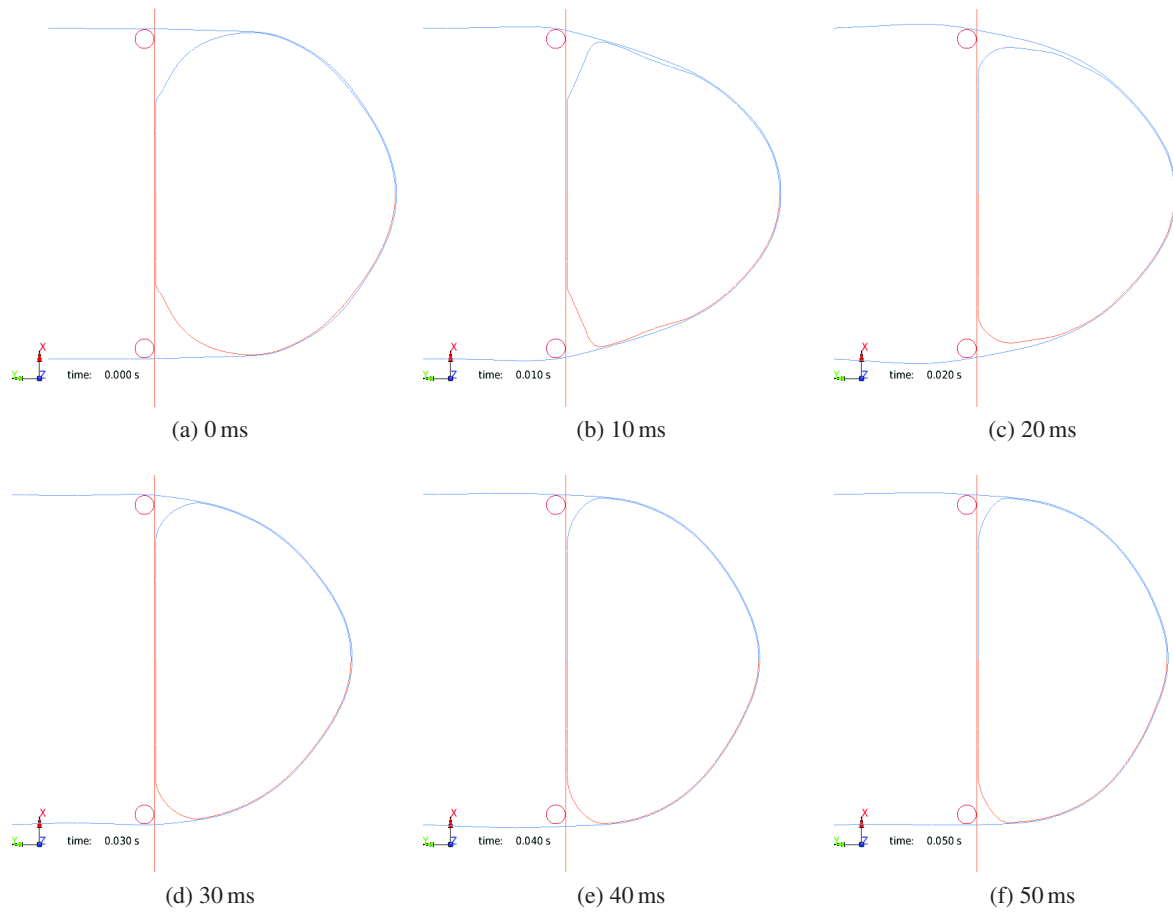 X
Y Z time: 0.000 s
X
Y Z time: 0.010 s
X
Y Z time: 0.020 s
(a) 0 ms
(b) 10 ms
(c) 20 ms
X
Y Z time: 0.030 s
X
Y Z time: 0.040 s
X
Y Z time: 0.050 s
(d) 30 ms
(e) 40 ms
(f) 50 ms